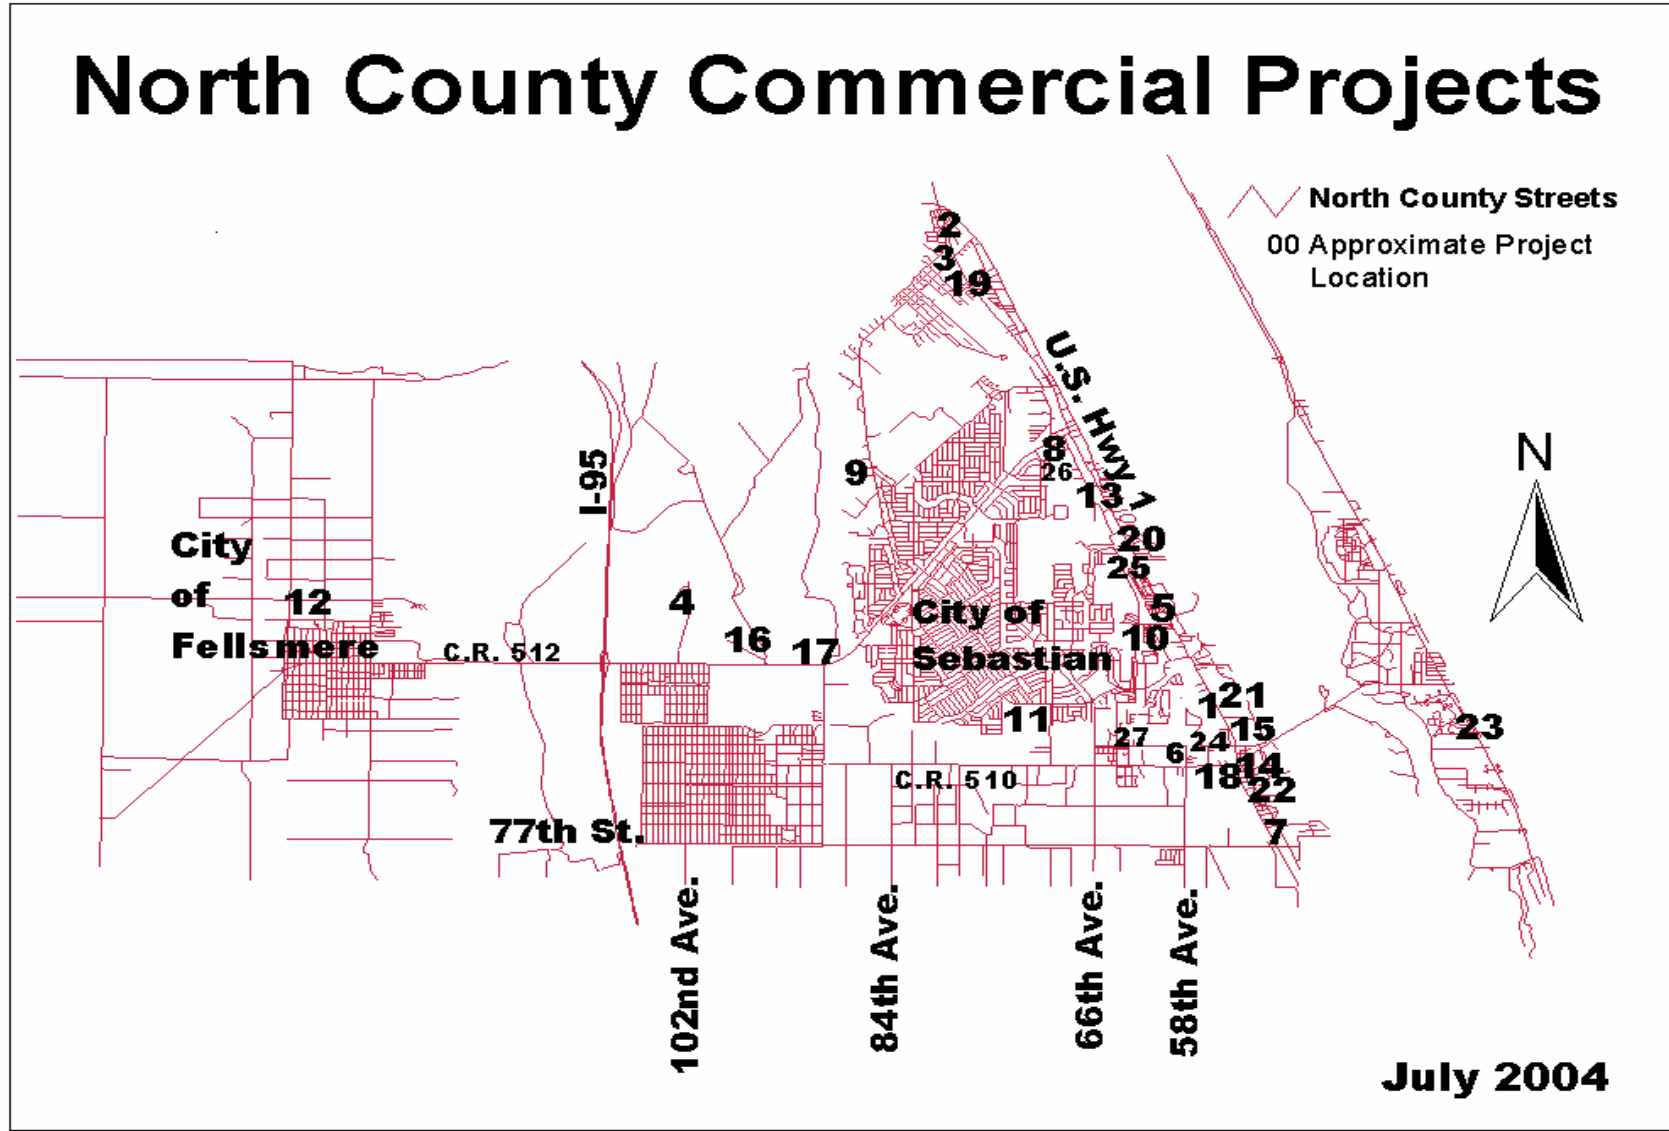 North County Commercial Projects
North County Streets
00 Approximate Project
Location
2
3
19
U.S. Hwy 1
N
8
9
26
I-95
13
City
20
25
of
12
4
City of
5
Fellsmere
C.R. 512
16
17
10
Sebastian
21
1
11
15
23
27
24
6
14
18
C.R. 510
22
77th St.
7
102nd Ave.
84th Ave.
66th Ave.
58th Ave.
July 2004